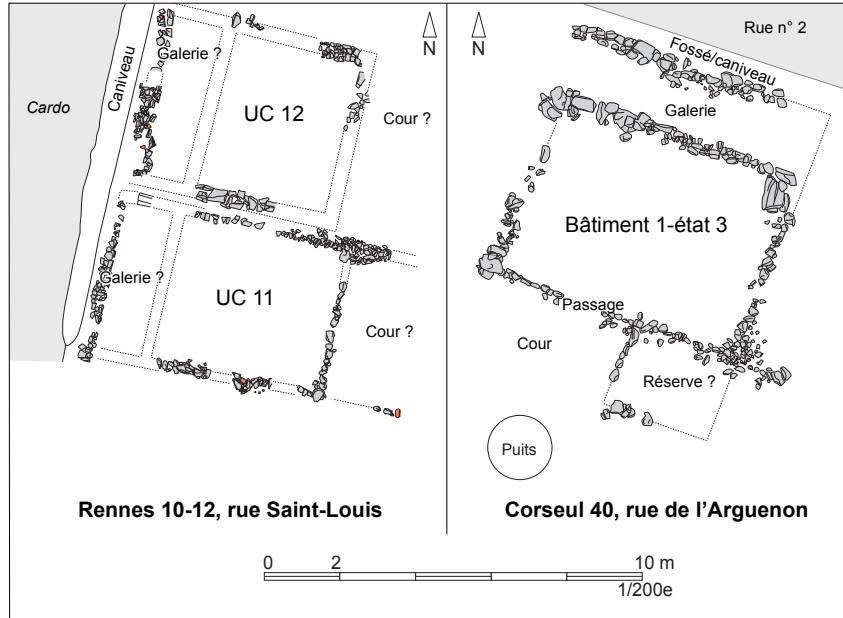 Cardo
Caniveau
Galerie ?
UC 12
Cour ?
N
Galerie ?
UC 11
Cour ?
Rennes 10-12, rue Saint-Louis
N
Rue n° 2
Fossé/caniveau
Galerie
Bâtiment 1-état 3
Passage
Cour
Réserve ?
Puits
Corseul 40, rue de l’Arguenon
0 2 10 m
1/200e